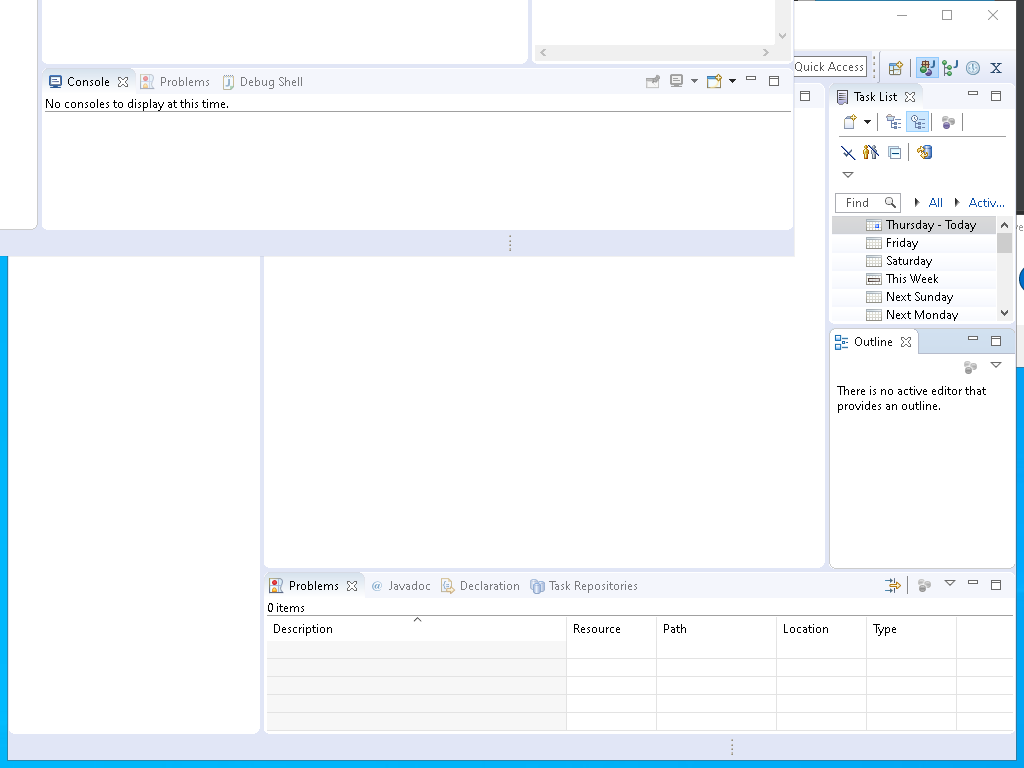 Console
Problems
Debug Shell
No consoles to display at this time.
Quick Access
Task List
Find
All
Activ...
Thursday - Today
Friday
Saturday
This Week
Next Sunday
Next Monday
Outline
There is no active editor that
provides an outline.
Problems
@ Javadoc
Declaration
Task Repositories
0 items
Description
Resource
Path
Location
Type